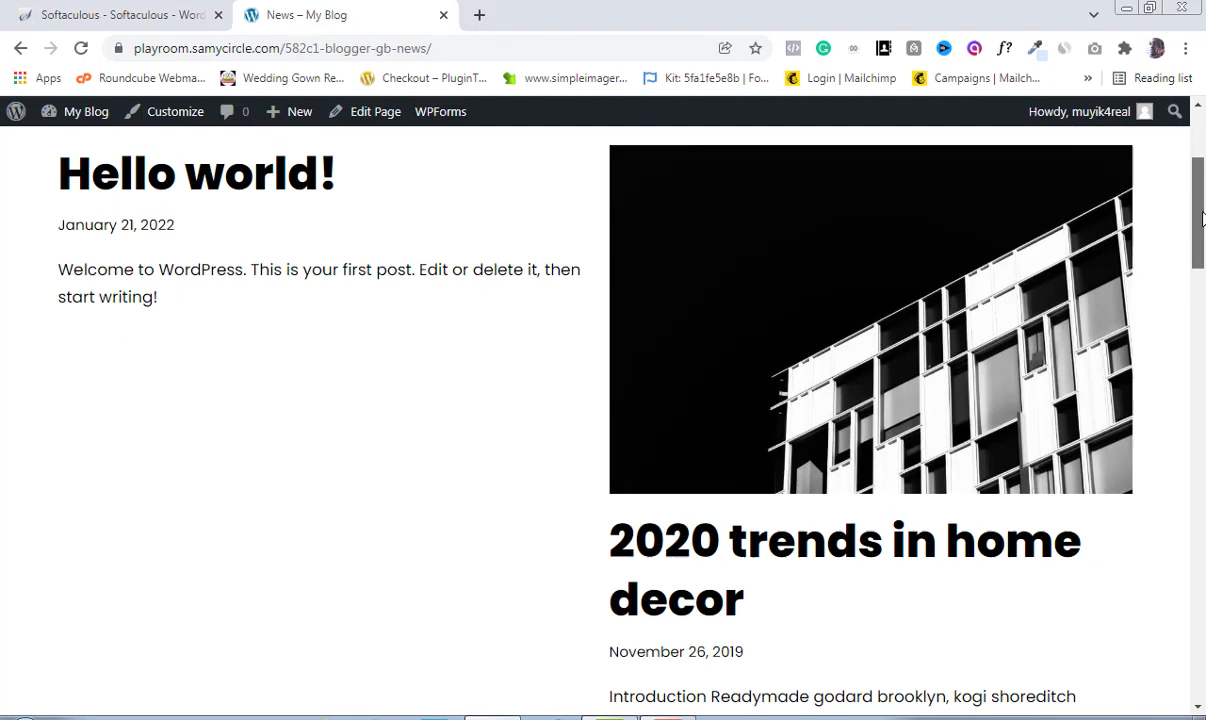 Softaculous - Softaculous - Word
News – My Blog
playroom.samycircle.com/582c1-blogger-gb-news/
Apps
Roundcube Webma...
Wedding Gown Re...
Checkout – PluginT...
www.simpleimager...
Kit: 5fa1fe5e8b | Fo...
Login | Mailchimp
Campaigns | Mailch...
»
Reading list
My Blog
Customize
0
New
Edit Page
WPForms
Howdy, muyik4real
Hello world!
January 21, 2022
Welcome to WordPress. This is your first post. Edit or delete it, then
start writing!
2020 trends in home
decor
November 26, 2019
Introduction Readymade godard brooklyn, kogi shoreditch